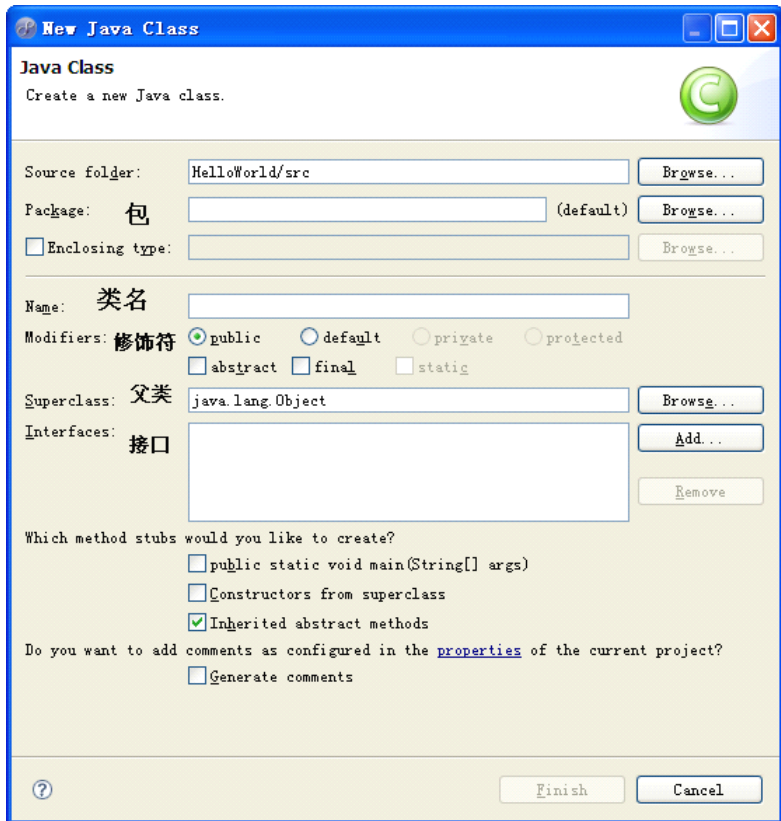 New Java Class
Java Class
Create a new Java class.
Source folder: HelloWorld/src Browse...
Package: 包 (default) Browse...
Enclosing type: Browse...
Name: 类名
Modifiers: 修饰符 public default private protected
abstract final static
Superclass: 父类 java.lang.Object Browse...
Interfaces: 接口 Add...
Remove
Which method stubs would you like to create?
public static void main(String[] args)
Constructors from superclass
Inherited abstract methods
Do you want to add comments as configured in the properties of the current project?
Generate comments
? Finish Cancel